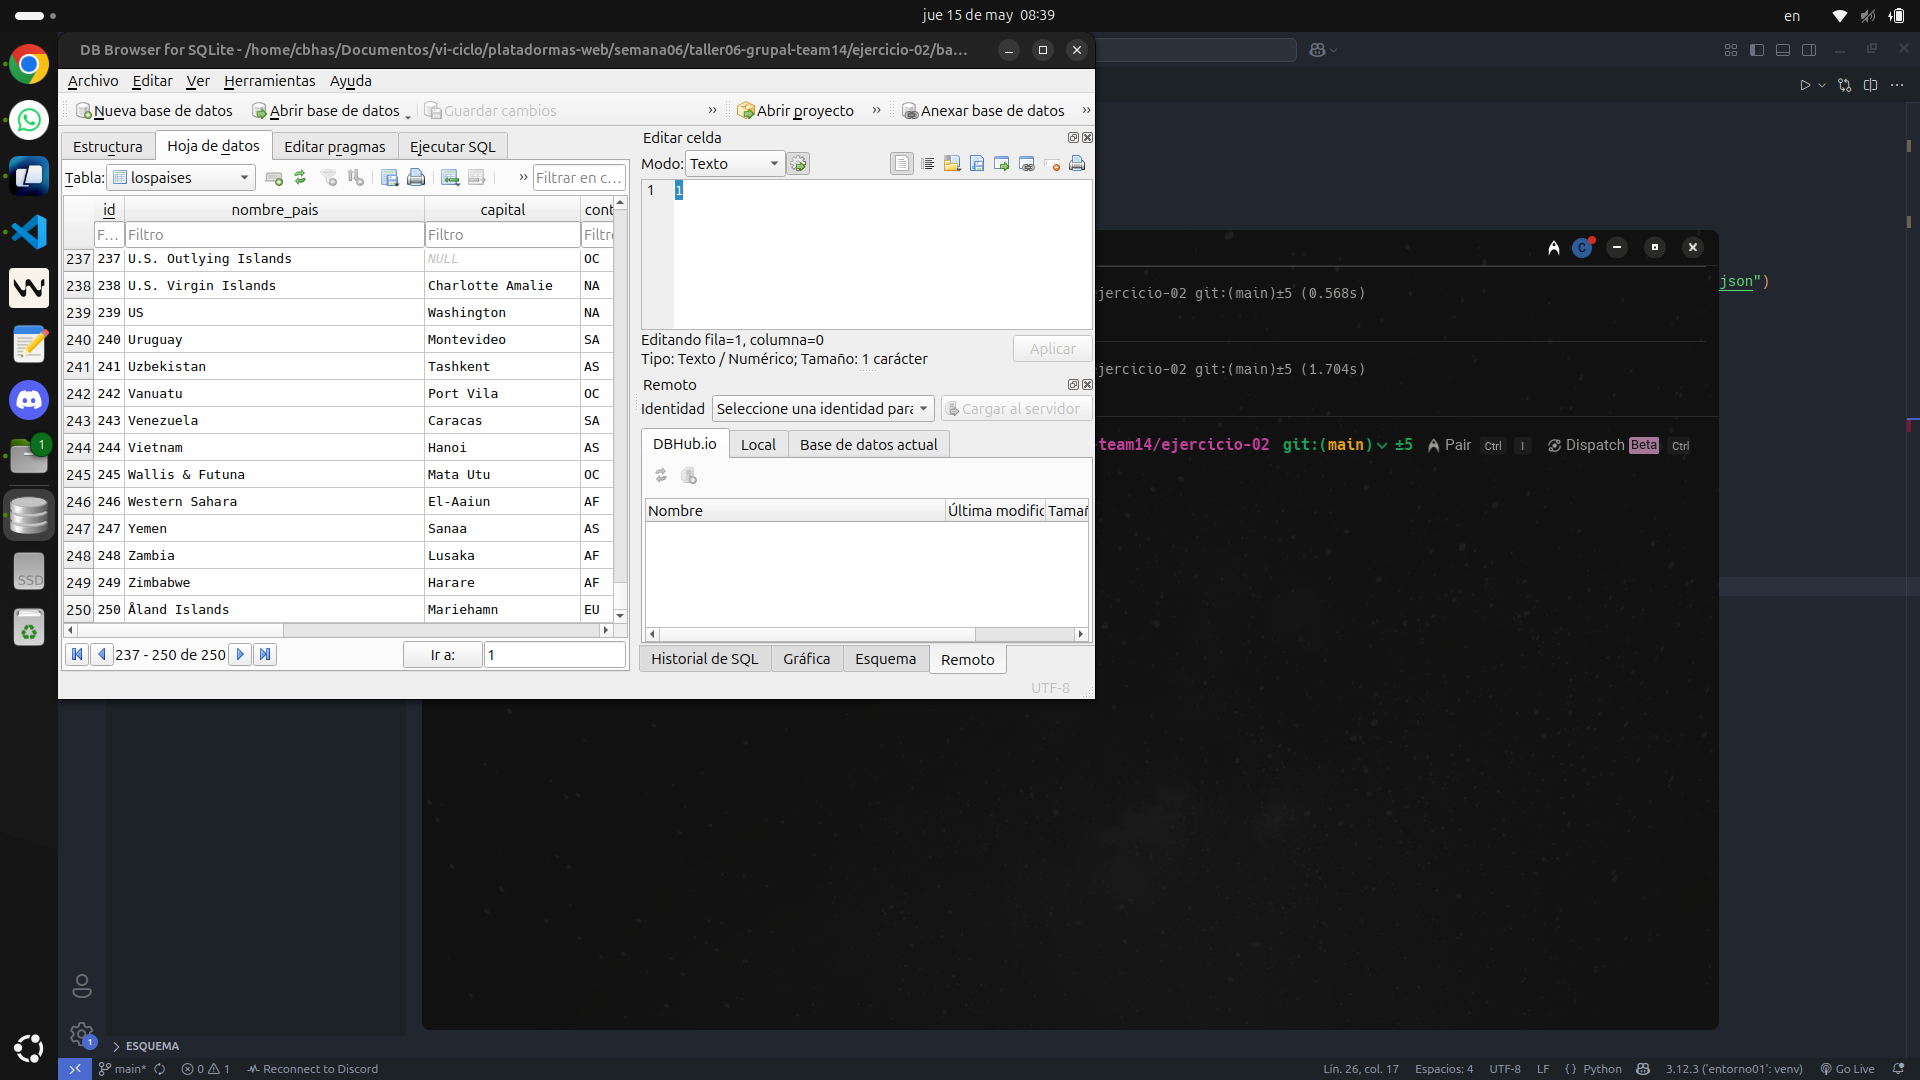 jue 15 de may 08:39
en
DB Browser for SQLite - /home/cbhas/Documentos/vi-ciclo/platadormas-web/semana06/taller06-grupal-team14/ejercicio-02/ba...
Archivo Editar Ver Herramientas Ayuda
Nueva base de datos Abrir base de datos Guardar cambios » Abrir proyecto » Anexar base de datos »
Estructura Hoja de datos Editar pragmas Ejecutar SQL
Tabla: lospaises » Filtrar en c...
id nombre_pais capital cont
F... Filtro Filtro Filtro
237 237 U.S. Outlying Islands NULL OC
238 238 U.S. Virgin Islands Charlotte Amalie NA
239 239 US Washington NA
240 240 Uruguay Montevideo SA
241 241 Uzbekistan Tashkent AS
242 242 Vanuatu Port Vila OC
243 243 Venezuela Caracas SA
244 244 Vietnam Hanoi AS
245 245 Wallis & Futuna Mata Utu OC
246 246 Western Sahara El-Aaiun AF
247 247 Yemen Sanaa AS
248 248 Zambia Lusaka AF
249 249 Zimbabwe Harare AF
250 250 Åland Islands Mariehamn EU
237 - 250 de 250 Ir a: 1
Editar celda
Modo: Texto
1 1
Editando fila=1, columna=0
Tipo: Texto / Numérico; Tamaño: 1 carácter
Aplicar
Remoto
Identidad Seleccione una identidad para Cargar al servidor
DBHub.io Local Base de datos actual
Nombre Última modific Tamañ
Historial de SQL Gráfica Esquema Remoto
UTF-8
C
json")
ejercicio-02 git:(main)±5 (0.568s)
ejercicio-02 git:(main)±5 (1.704s)
-team14/ejercicio-02 git:(main) ±5 Pair Ctrl I Dispatch Beta Ctrl
1
SSD
1
ESQUEMA
main* 0 1 Reconnect to Discord
Lín. 26, col. 17 Espacios: 4 UTF-8 LF {} Python 3.12.3 ('entorno01': venv) Go Live